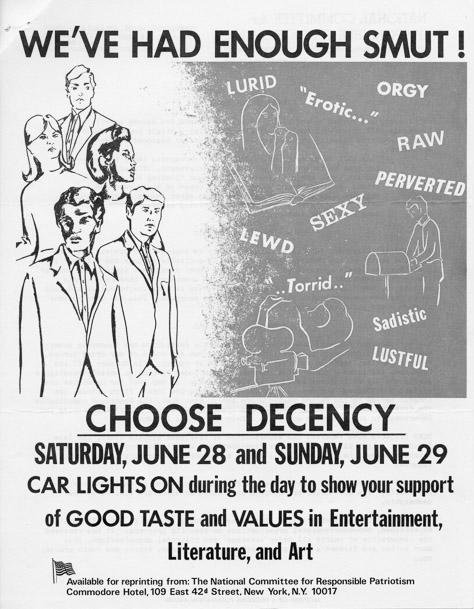 WE'VE HAD ENOUGH SMUT!
LURID
"Erotic..."
ORGY
RAW
PERVERTED
SEXY
LEWD
"..Torrid.."
Sadistic
LUSTFUL
CHOOSE DECENCY
SATURDAY, JUNE 28 and SUNDAY, JUNE 29
CAR LIGHTS ON during the day to show your support
of GOOD TASTE and VALUES in Entertainment,
Literature, and Art
Available for reprinting from: The National Committee for Responsible Patriotism
Commodore Hotel, 109 East 42d Street, New York, N.Y. 10017